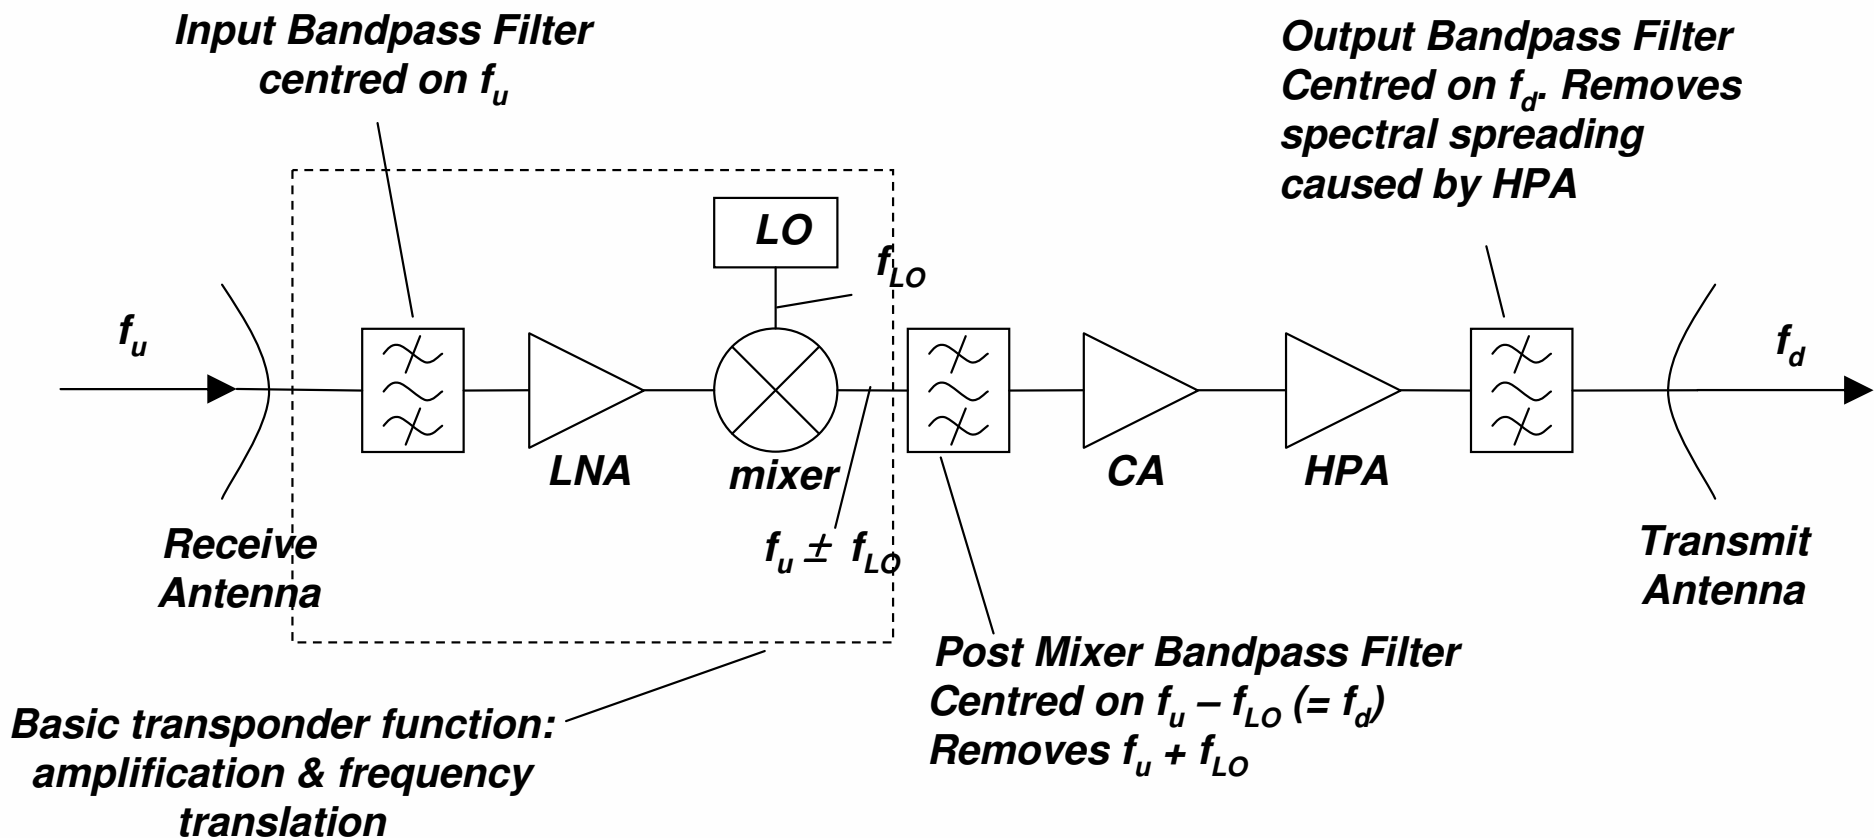 Input Bandpass Filter
centred on fu
Output Bandpass Filter
Centred on fd. Removes
spectral spreading
caused by HPA
LO
fLO
fu
fd
LNA
mixer
CA
HPA
fu ± fLO
Receive
Antenna
Transmit
Antenna
Post Mixer Bandpass Filter
Centred on fu – fLO (= fd)
Removes fu + fLO
Basic transponder function:
amplification & frequency
translation